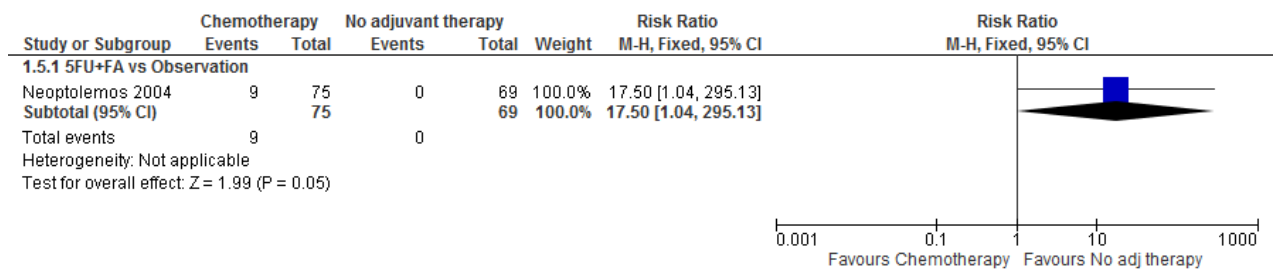 Chemotherapy No adjuvant therapy Risk Ratio Risk Ratio
Study or Subgroup Events Total Events Total Weight M-H, Fixed, 95% CI M-H, Fixed, 95% CI
1.5.1 5FU+FA vs Observation
Neoptolemos 2004 9 75 0 69 100.0% 17.50 [1.04, 295.13]
Subtotal (95% CI) 75 69 100.0% 17.50 [1.04, 295.13]
Total events 9 0
Heterogeneity: Not applicable
Test for overall effect: Z = 1.99 (P = 0.05)
0.001 0.1 1 10 1000
Favours Chemotherapy Favours No adj therapy